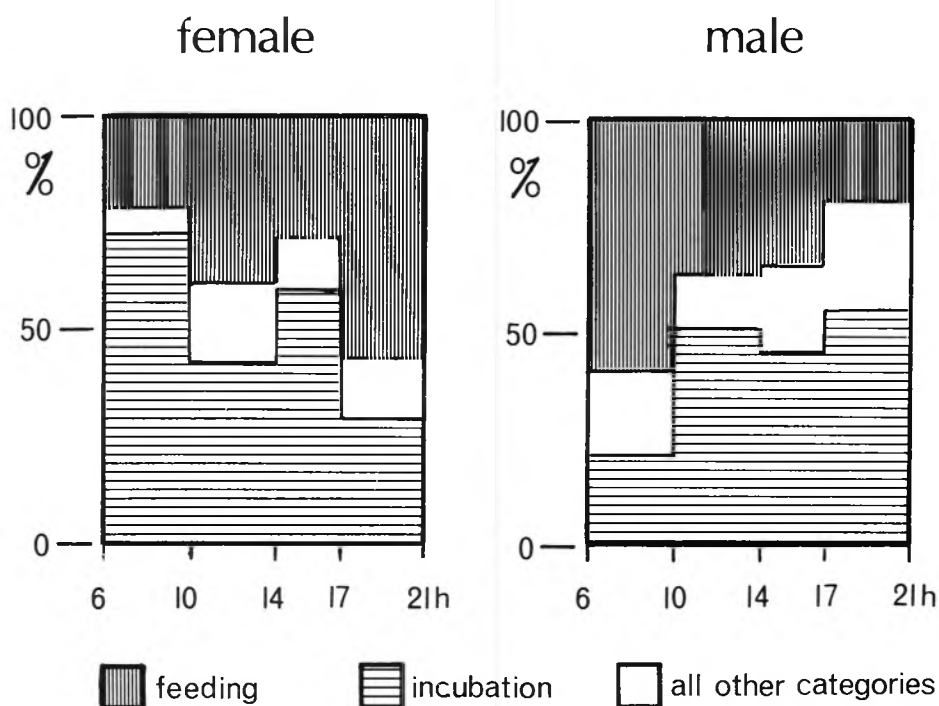 female male
100 100
% %
50 50
0 0
6 10 14 17 21h 6 10 14 17 21h
feeding incubation all other categories